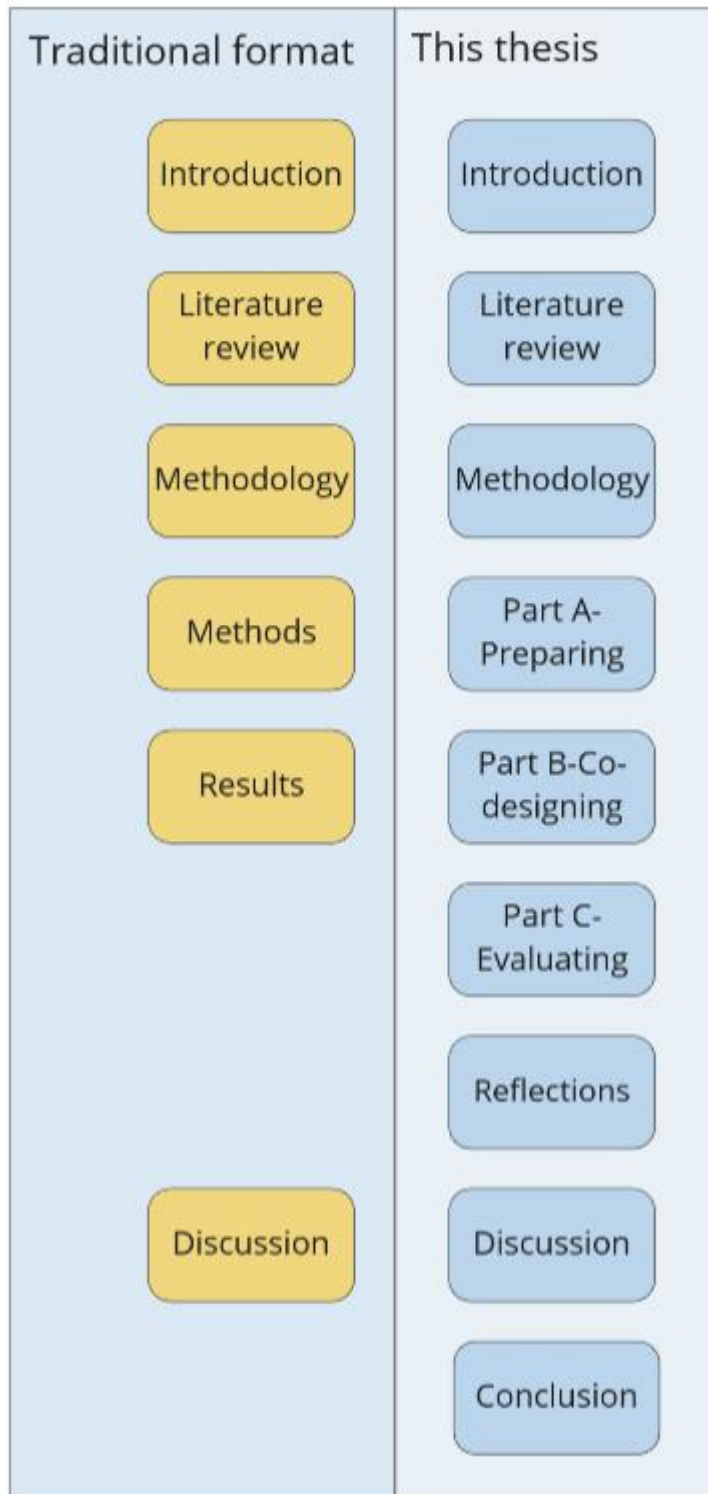 Traditional format
Introduction
Literature
review
Methodology
Methods
Results
Discussion
This thesis
Introduction
Literature
review
Methodology
Part A-
Preparing
Part B-Co-
designing
Part C-
Evaluating
Reflections
Discussion
Conclusion